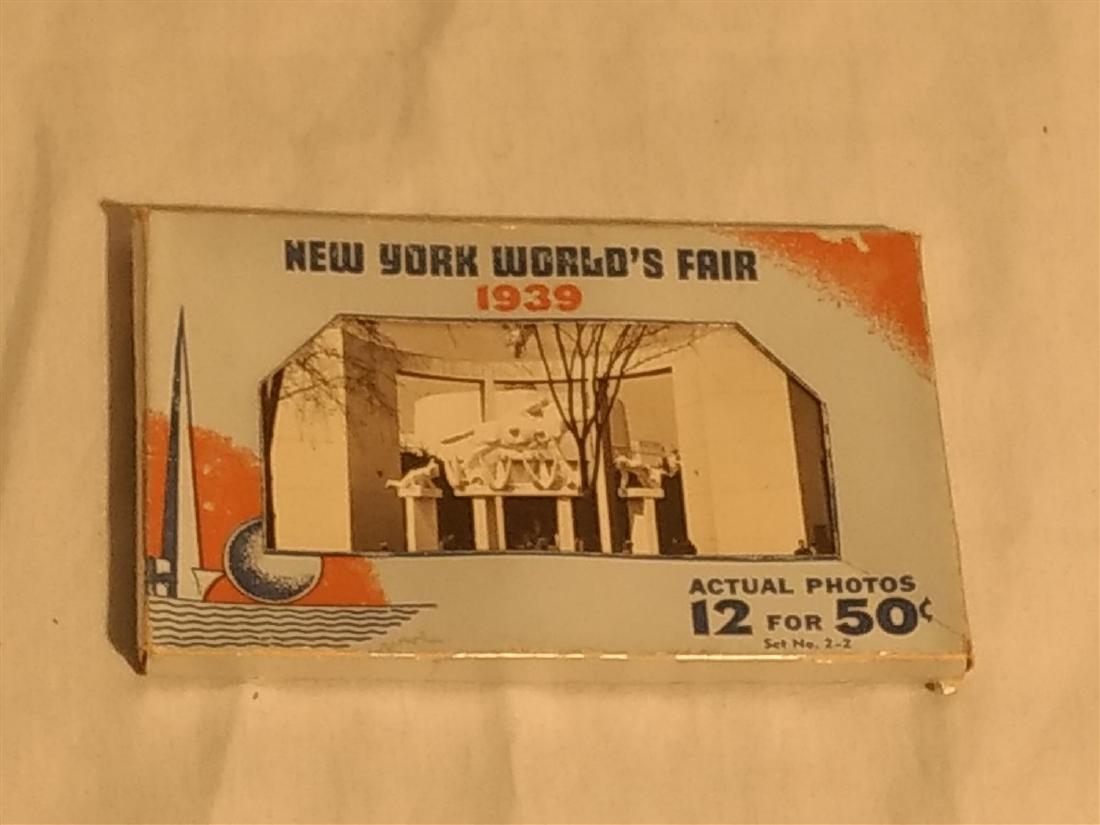 NEW YORK WORLD'S FAIR
1939
ACTUAL PHOTOS
12 FOR 50¢
Set No. 2-2